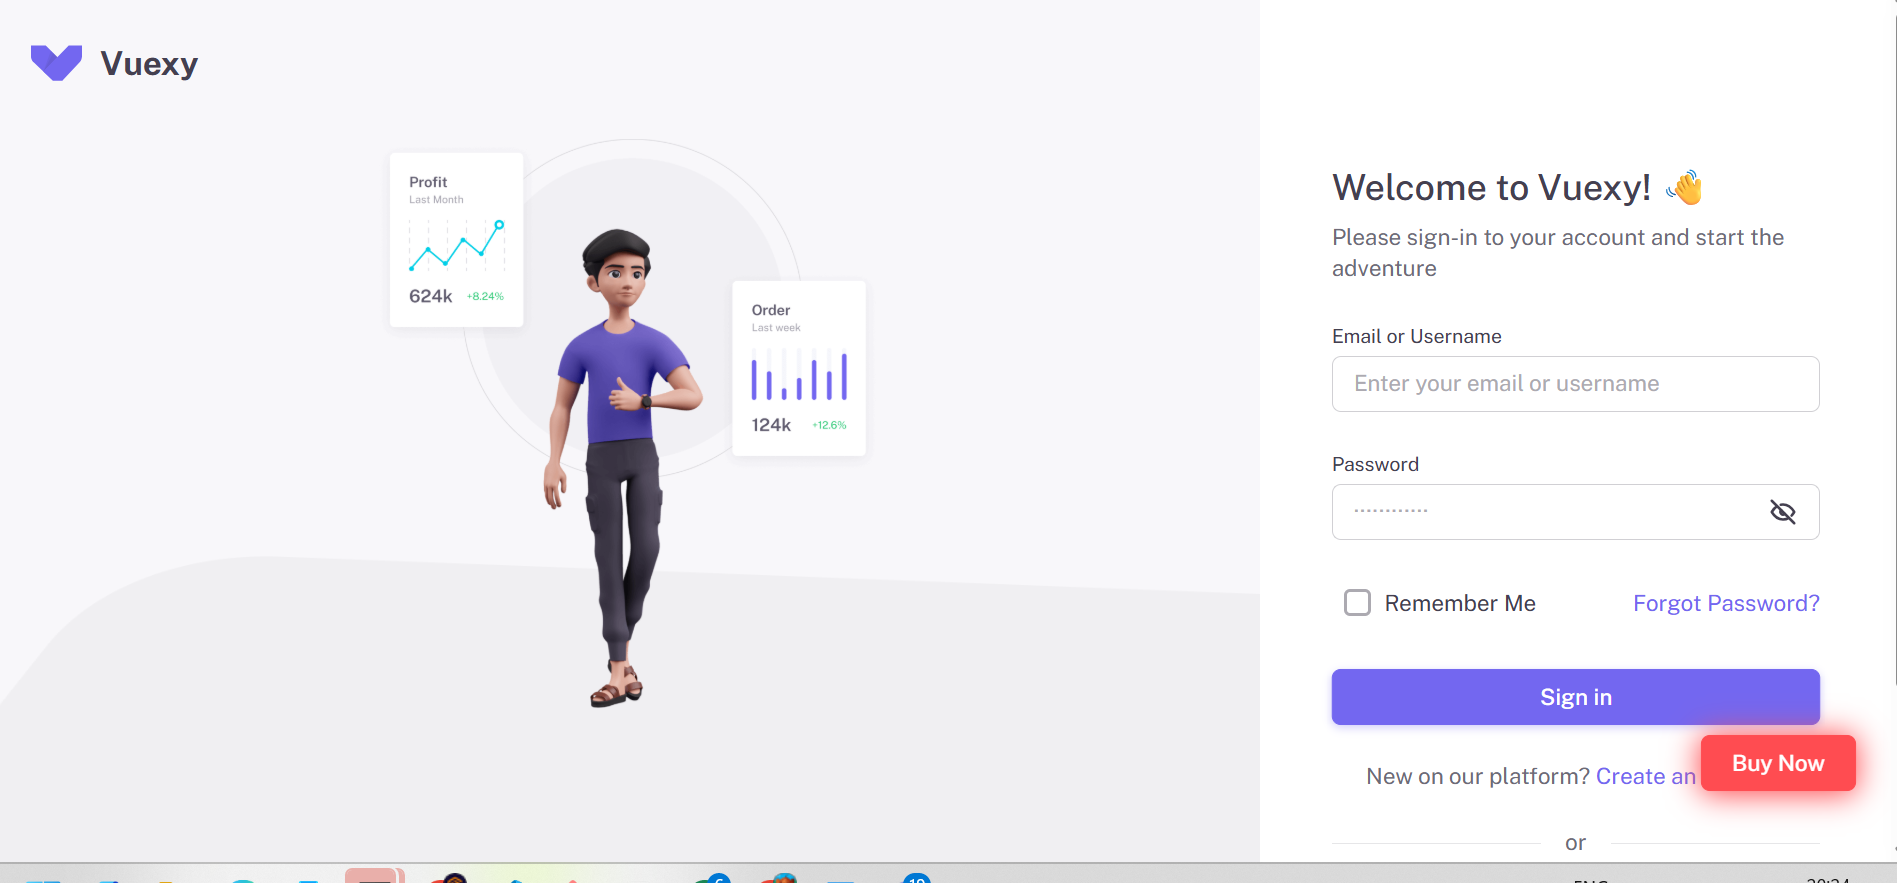 Vuexy
Profit
Last Month
624k +8.24%
Order
Last week
124k +12.6%
Welcome to Vuexy! 👋
Please sign-in to your account and start the
adventure
Email or Username
Enter your email or username
Password
············
Remember Me Forgot Password?
Sign in
New on our platform? Create an
Buy Now
or